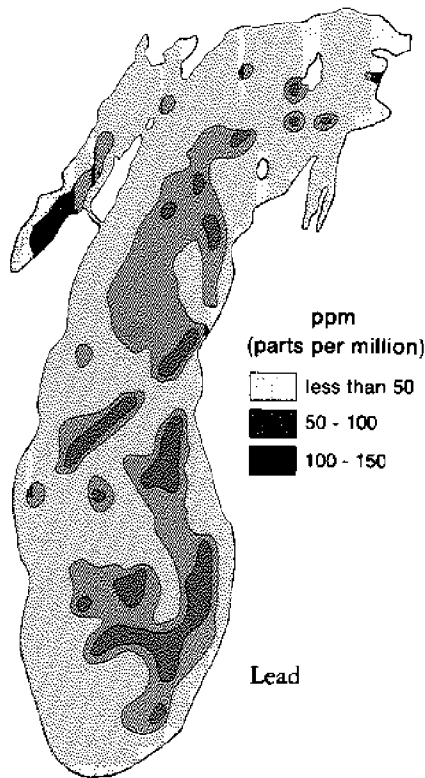 ppm
(parts per million)
less than 50
50 - 100
100 - 150
Lead